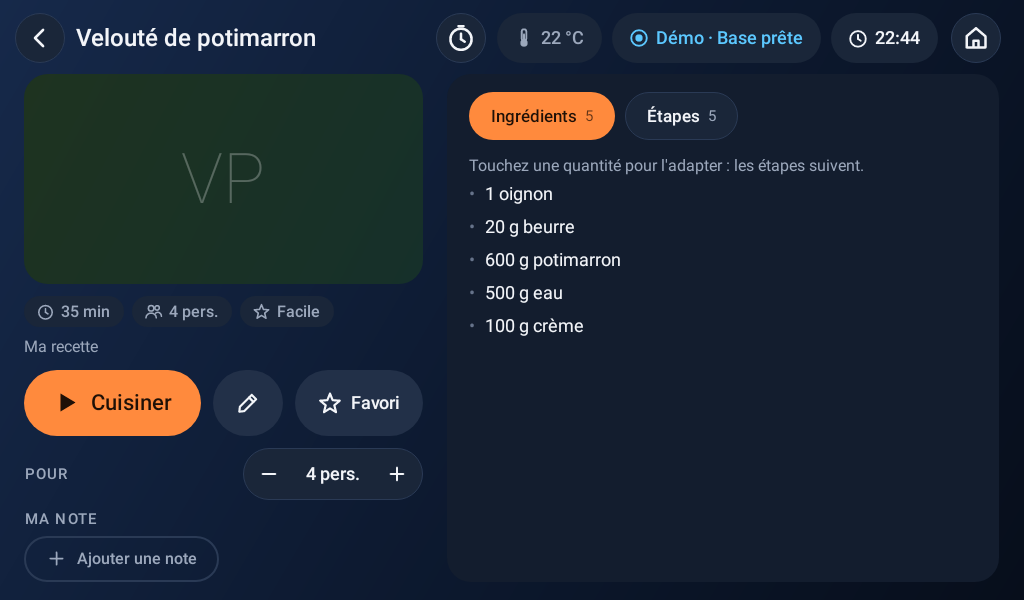 Velouté de potimarron
22 °C
Démo · Base prête
22:44
VP
35 min
4 pers.
Facile
Ma recette
Cuisiner
Favori
POUR
4 pers.
MA NOTE
Ajouter une note
Ingrédients 5
Étapes 5
Touchez une quantité pour l'adapter : les étapes suivent.
• 1 oignon
• 20 g beurre
• 600 g potimarron
• 500 g eau
• 100 g crème